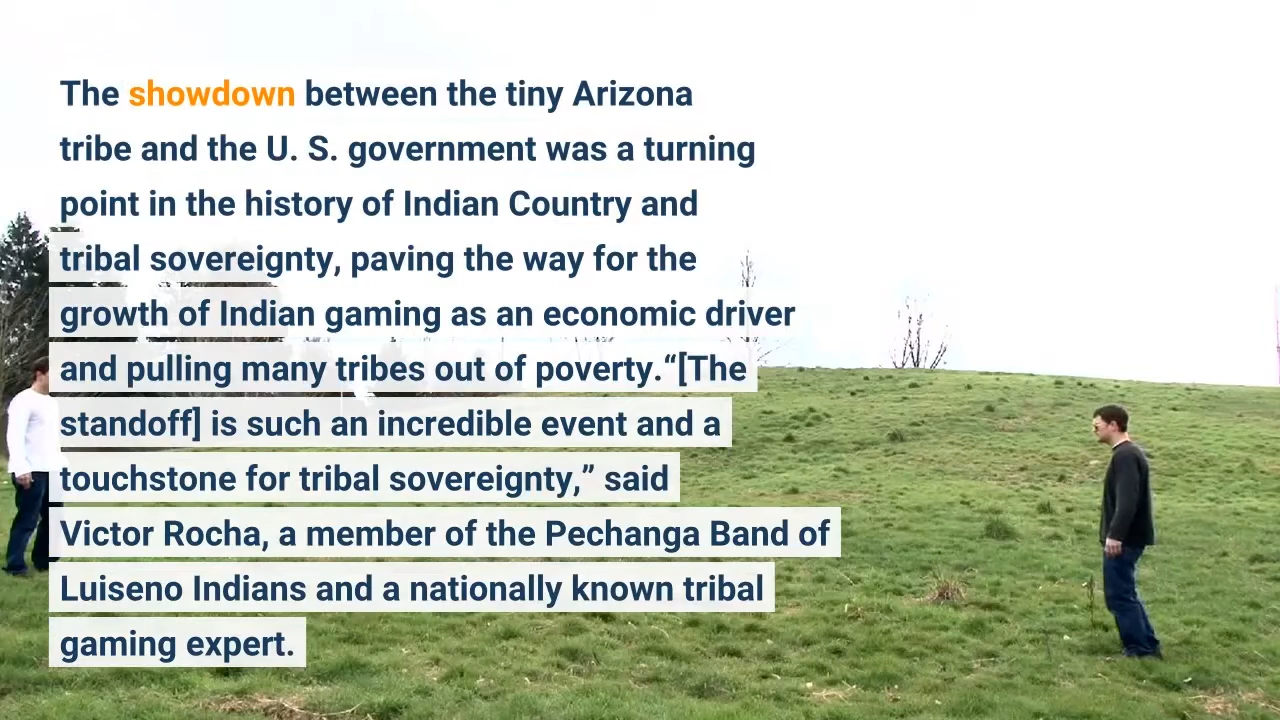 The showdown between the tiny Arizona
tribe and the U. S. government was a turning
point in the history of Indian Country and
tribal sovereignty, paving the way for the
growth of Indian gaming as an economic driver
and pulling many tribes out of poverty.“[The
standoff] is such an incredible event and a
touchstone for tribal sovereignty,” said
Victor Rocha, a member of the Pechanga Band of
Luiseno Indians and a nationally known tribal
gaming expert.